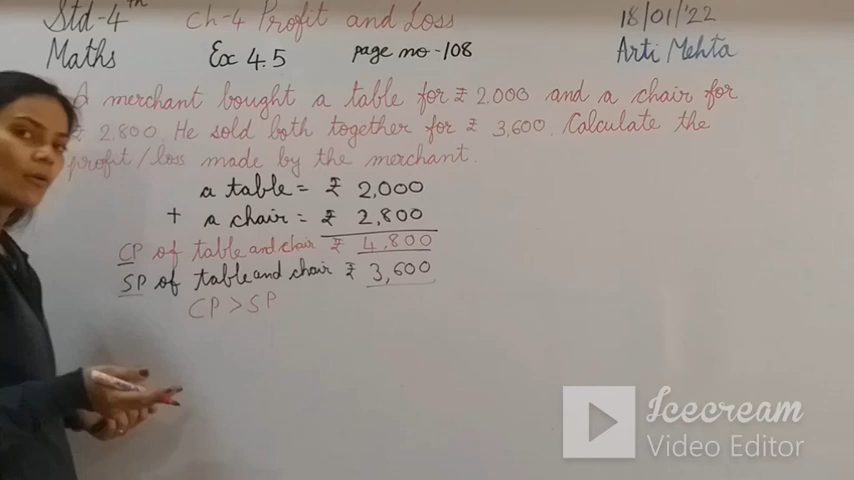 Std-4th Ch-4 Profit and Loss 18/01/'22
Maths Ex 4.5 page no-108 Arti Mehta
A merchant bought a table for ₹ 2,000 and a chair for
₹ 2,800. He sold both together for ₹ 3,600. Calculate the
profit/loss made by the merchant.
a table = ₹ 2,000
+ a chair = ₹ 2,800
CP of table and chair ₹ 4,800
SP of table and chair ₹ 3,600
CP > SP
Icecream
Video Editor